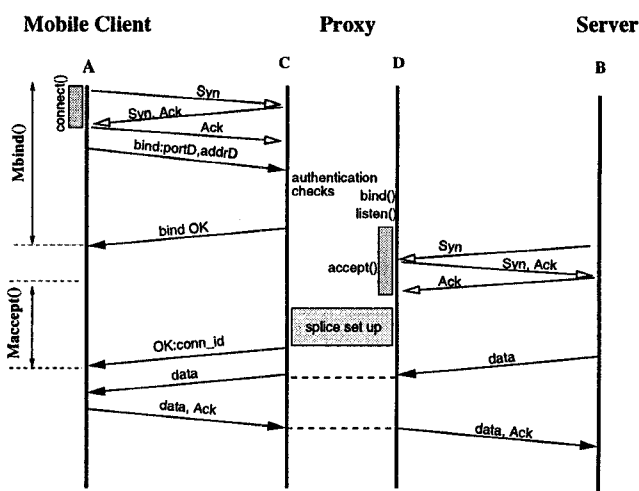 Mobile Client Proxy Server
A C D B
connect()
Syn
Syn, Ack
Ack
bind:portD,addrD
Mbind()
authentication
checks
bind()
listen()
bind OK
Syn
Syn, Ack
accept()
Ack
Maccept()
splice set up
OK:conn_id
data
data
data, Ack
data, Ack